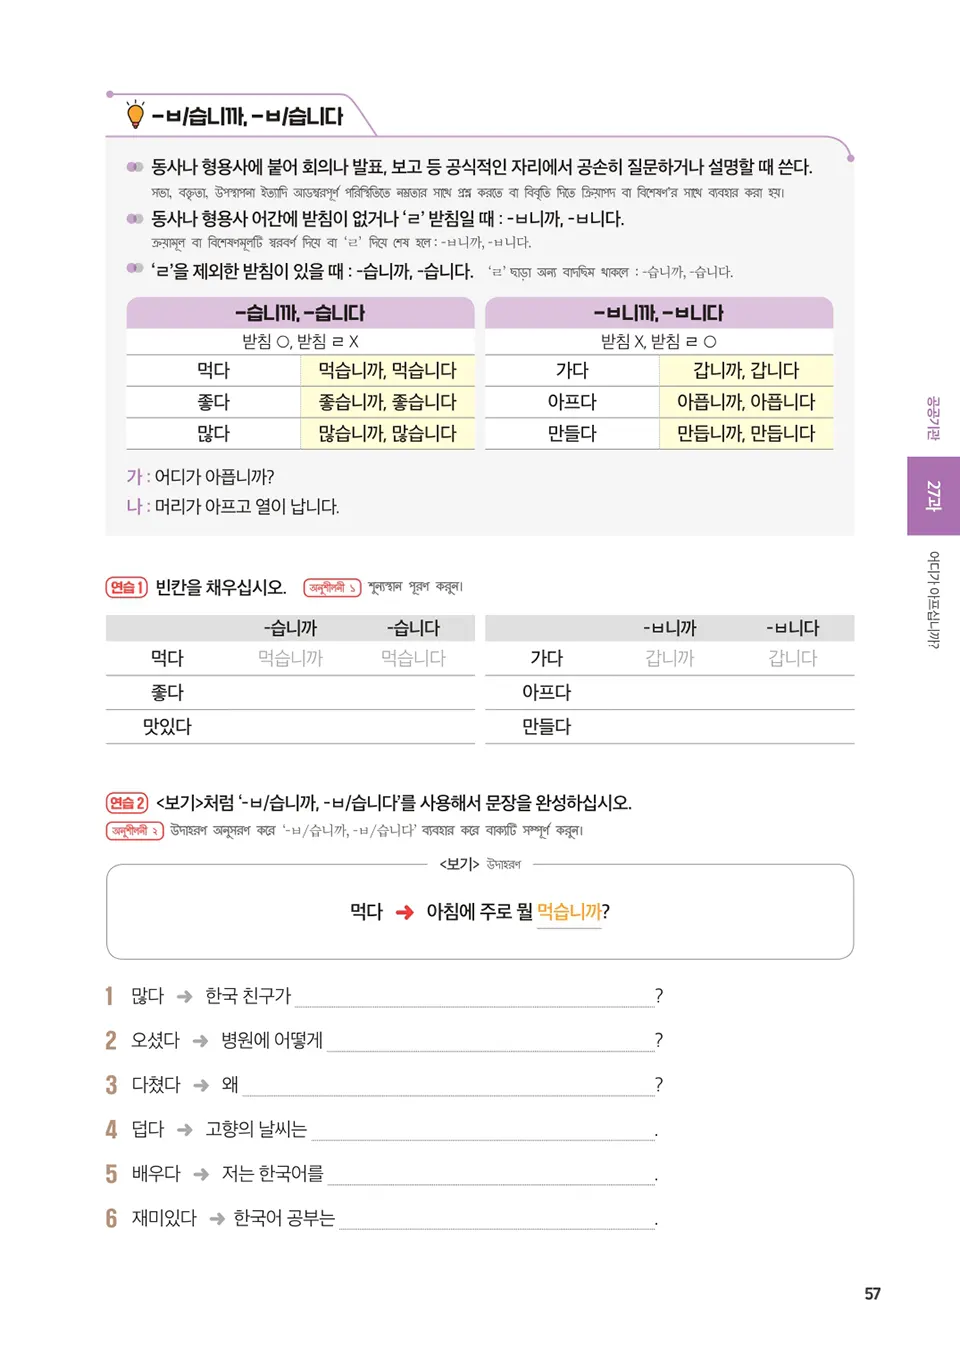 -ㅂ/습니까, -ㅂ/습니다
동사나 형용사에 붙어 회의나 발표, 보고 등 공식적인 자리에서 공손히 질문하거나 설명할 때 쓴다.
সভা, বক্তৃতা, উপস্থাপনা ইত্যাদি আড়ম্বরপূর্ণ পরিস্থিতিতে নম্রতার সাথে প্রশ্ন করতে বা বিবৃতি দিতে ক্রিয়াপদ বা বিশেষণ'র সাথে ব্যবহার করা হয়।
동사나 형용사 어간에 받침이 없거나 ‘ㄹ’ 받침일 때 : -ㅂ니까, -ㅂ니다.
ক্রয়ামূল বা বিশেষণমূলটি স্বরবর্ণ দিয়ে বা ‘ㄹ’ দিয়ে শেষ হলে : -ㅂ니까, -ㅂ니다.
‘ㄹ’을 제외한 받침이 있을 때 : -습니까, -습니다. ‘ㄹ’ ছাড়া অন্য বাদছিম থাকলে : -습니까, -습니다.
-습니까, -습니다 -ㅂ니까, -ㅂ니다
받침 ○, 받침 ㄹ X 받침 X, 받침 ㄹ ○
먹다 먹습니까, 먹습니다 가다 갑니까, 갑니다
좋다 좋습니까, 좋습니다 아프다 아픕니까, 아픕니다
많다 많습니까, 많습니다 만들다 만듭니까, 만듭니다
가 : 어디가 아픕니까?
나 : 머리가 아프고 열이 납니다.
공공기관
27과
어디가 아프십니까?
연습 1 빈칸을 채우십시오. অনুশীলনী ১ শূন্যস্থান পূরণ করুন।
-습니까 -습니다 -ㅂ니까 -ㅂ니다
먹다 먹습니까 먹습니다 가다 갑니까 갑니다
좋다 아프다
맛있다 만들다
연습 2 <보기>처럼 ‘-ㅂ/습니까, -ㅂ/습니다’를 사용해서 문장을 완성하십시오.
অনুশীলনী ২ উদাহরণ অনুসরণ করে ‘-ㅂ/습니까, -ㅂ/습니다’ ব্যবহার করে বাক্যটি সম্পূর্ণ করুন।
<보기> উদাহরণ
먹다 ➜ 아침에 주로 뭘 먹습니까?
1 많다 ➜ 한국 친구가 ?
2 오셨다 ➜ 병원에 어떻게 ?
3 다쳤다 ➜ 왜 ?
4 덥다 ➜ 고향의 날씨는 .
5 배우다 ➜ 저는 한국어를 .
6 재미있다 ➜ 한국어 공부는 .
57